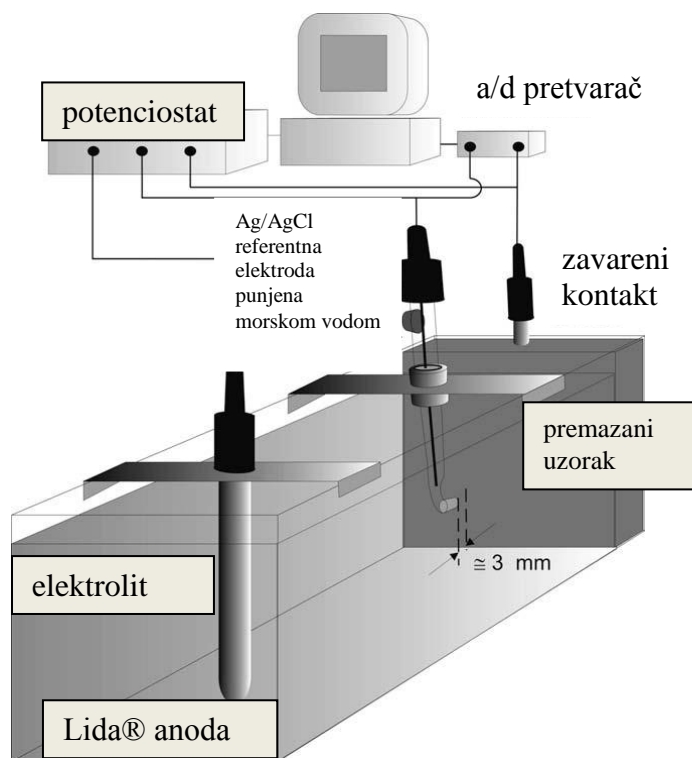 potenciostat
a/d pretvarač
Ag/AgCl
referentna
elektroda
punjena
morskom vodom
zavareni
kontakt
premazani
uzorak
≅ 3 mm
elektrolit
Lida® anoda